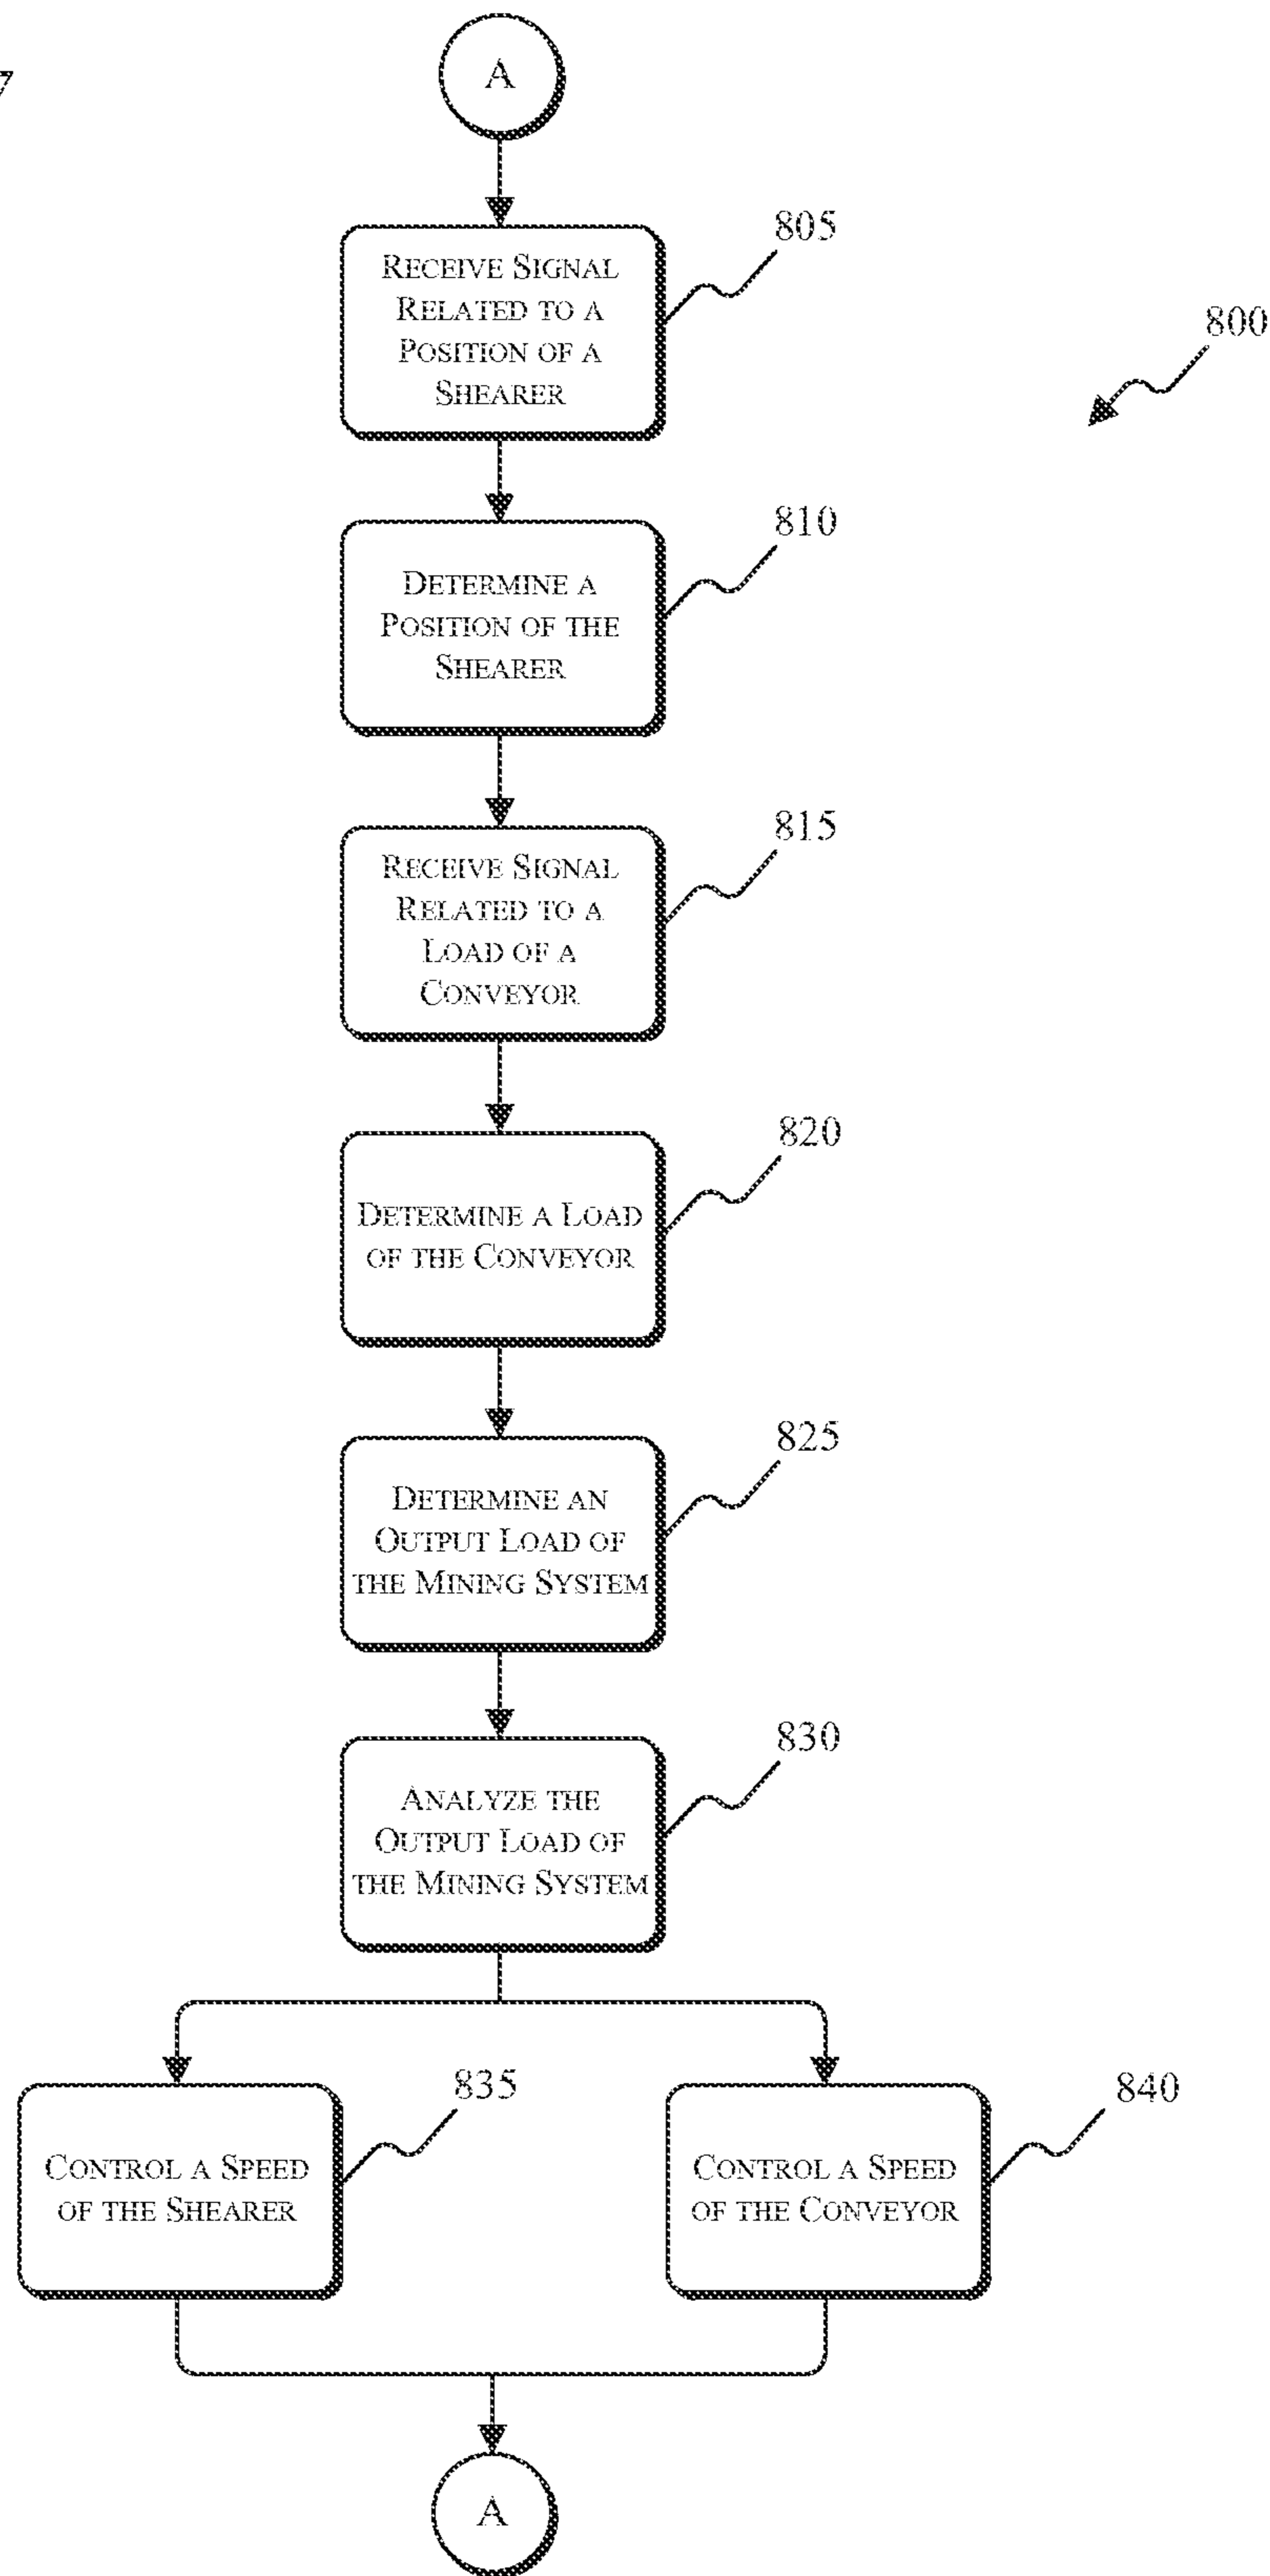 A
RECEIVE SIGNAL
RELATED TO A
POSITION OF A
SHEARER
805
800
DETERMINE A
POSITION OF THE
SHEARER
810
RECEIVE SIGNAL
RELATED TO A
LOAD OF A
CONVEYOR
815
DETERMINE A LOAD
OF THE CONVEYOR
820
DETERMINE AN
OUTPUT LOAD OF
THE MINING SYSTEM
825
ANALYZE THE
OUTPUT LOAD OF
THE MINING SYSTEM
830
CONTROL A SPEED
OF THE SHEARER
835
CONTROL A SPEED
OF THE CONVEYOR
840
A